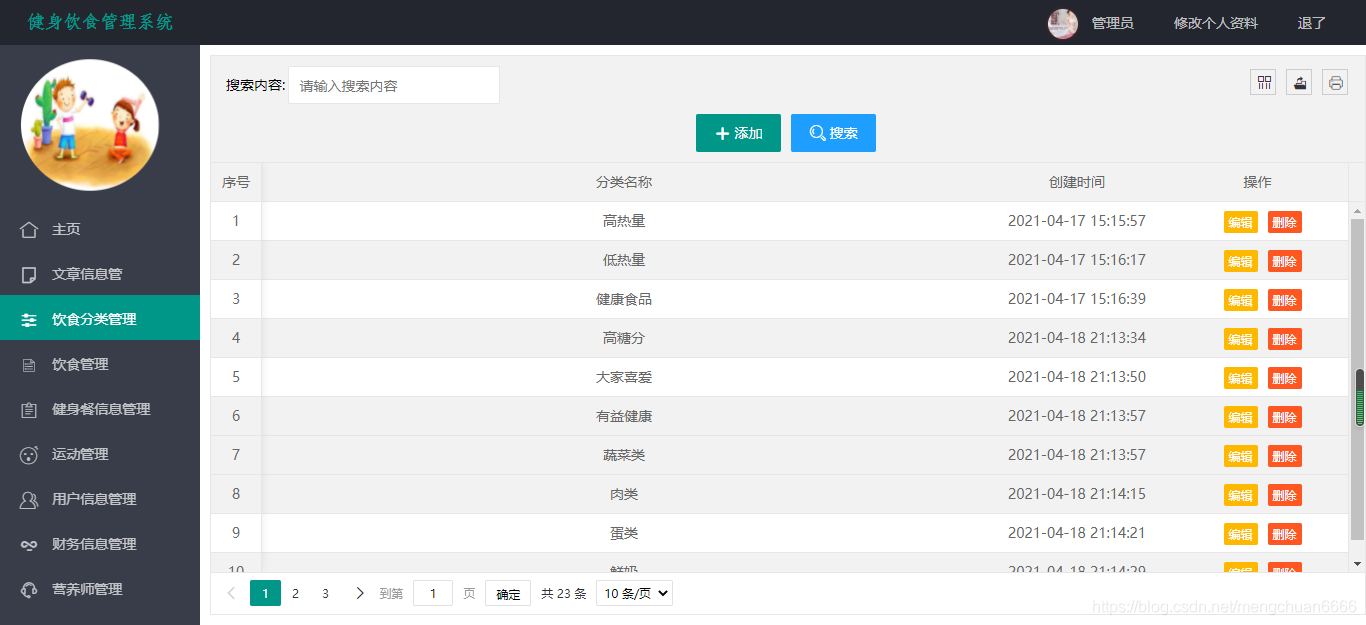 健身饮食管理系统
管理员 修改个人资料 退了
主页
文章信息管
饮食分类管理
饮食管理
健身餐信息管理
运动管理
用户信息管理
财务信息管理
营养师管理
搜索内容: 请输入搜索内容
添加 搜索
序号 分类名称 创建时间 操作
1 高热量 2021-04-17 15:15:57 编辑 删除
2 低热量 2021-04-17 15:16:17 编辑 删除
3 健康食品 2021-04-17 15:16:39 编辑 删除
4 高糖分 2021-04-18 21:13:34 编辑 删除
5 大家喜爱 2021-04-18 21:13:50 编辑 删除
6 有益健康 2021-04-18 21:13:57 编辑 删除
7 蔬菜类 2021-04-18 21:13:57 编辑 删除
8 肉类 2021-04-18 21:14:15 编辑 删除
9 蛋类 2021-04-18 21:14:21 编辑 删除
10 鲜奶 2021-04-18 21:14:29 编辑 删除
1 2 3 到第 1 页 确定 共 23 条 10 条/页
https://blog.csdn.net/mengchuan6666